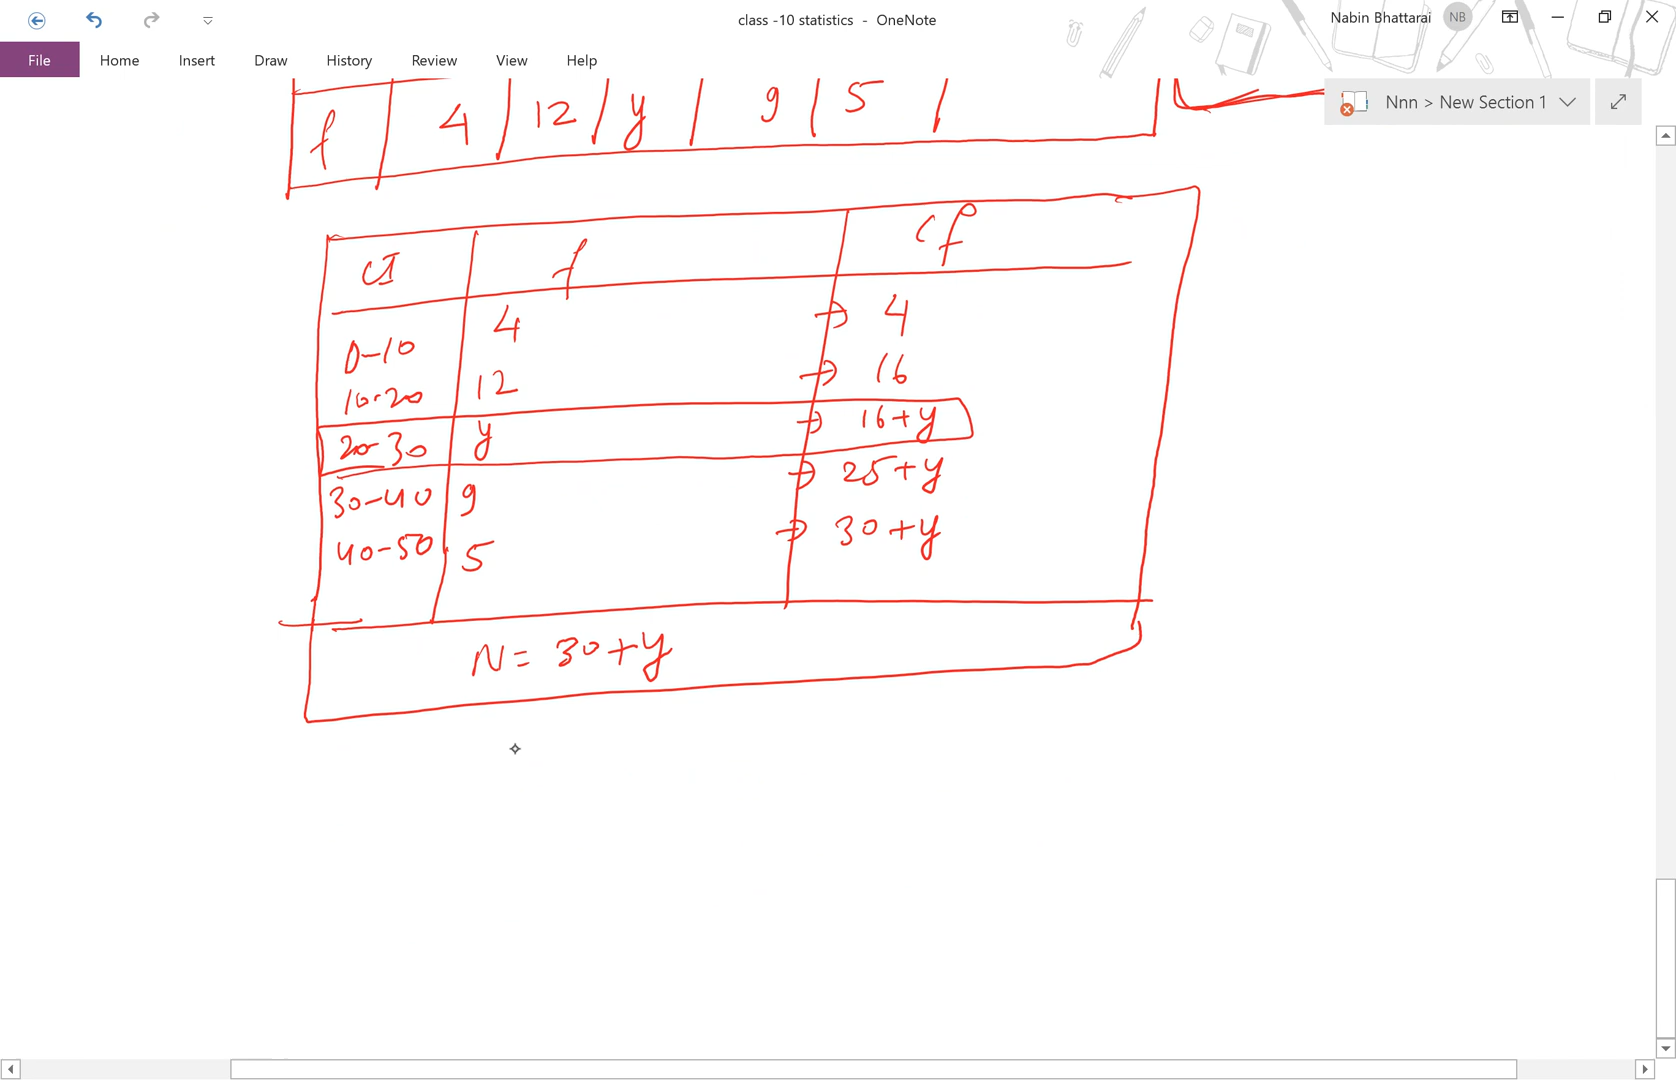 class -10 statistics - OneNote
Nabin Bhattarai NB
File Home Insert Draw History Review View Help
Nnn > New Section 1
f 4 12 y 9 5
CI f cf
0-10 4 → 4
10-20 12 → 16
20-30 y → 16+y
30-40 9 → 25+y
40-50 5 → 30+y
N= 30+y